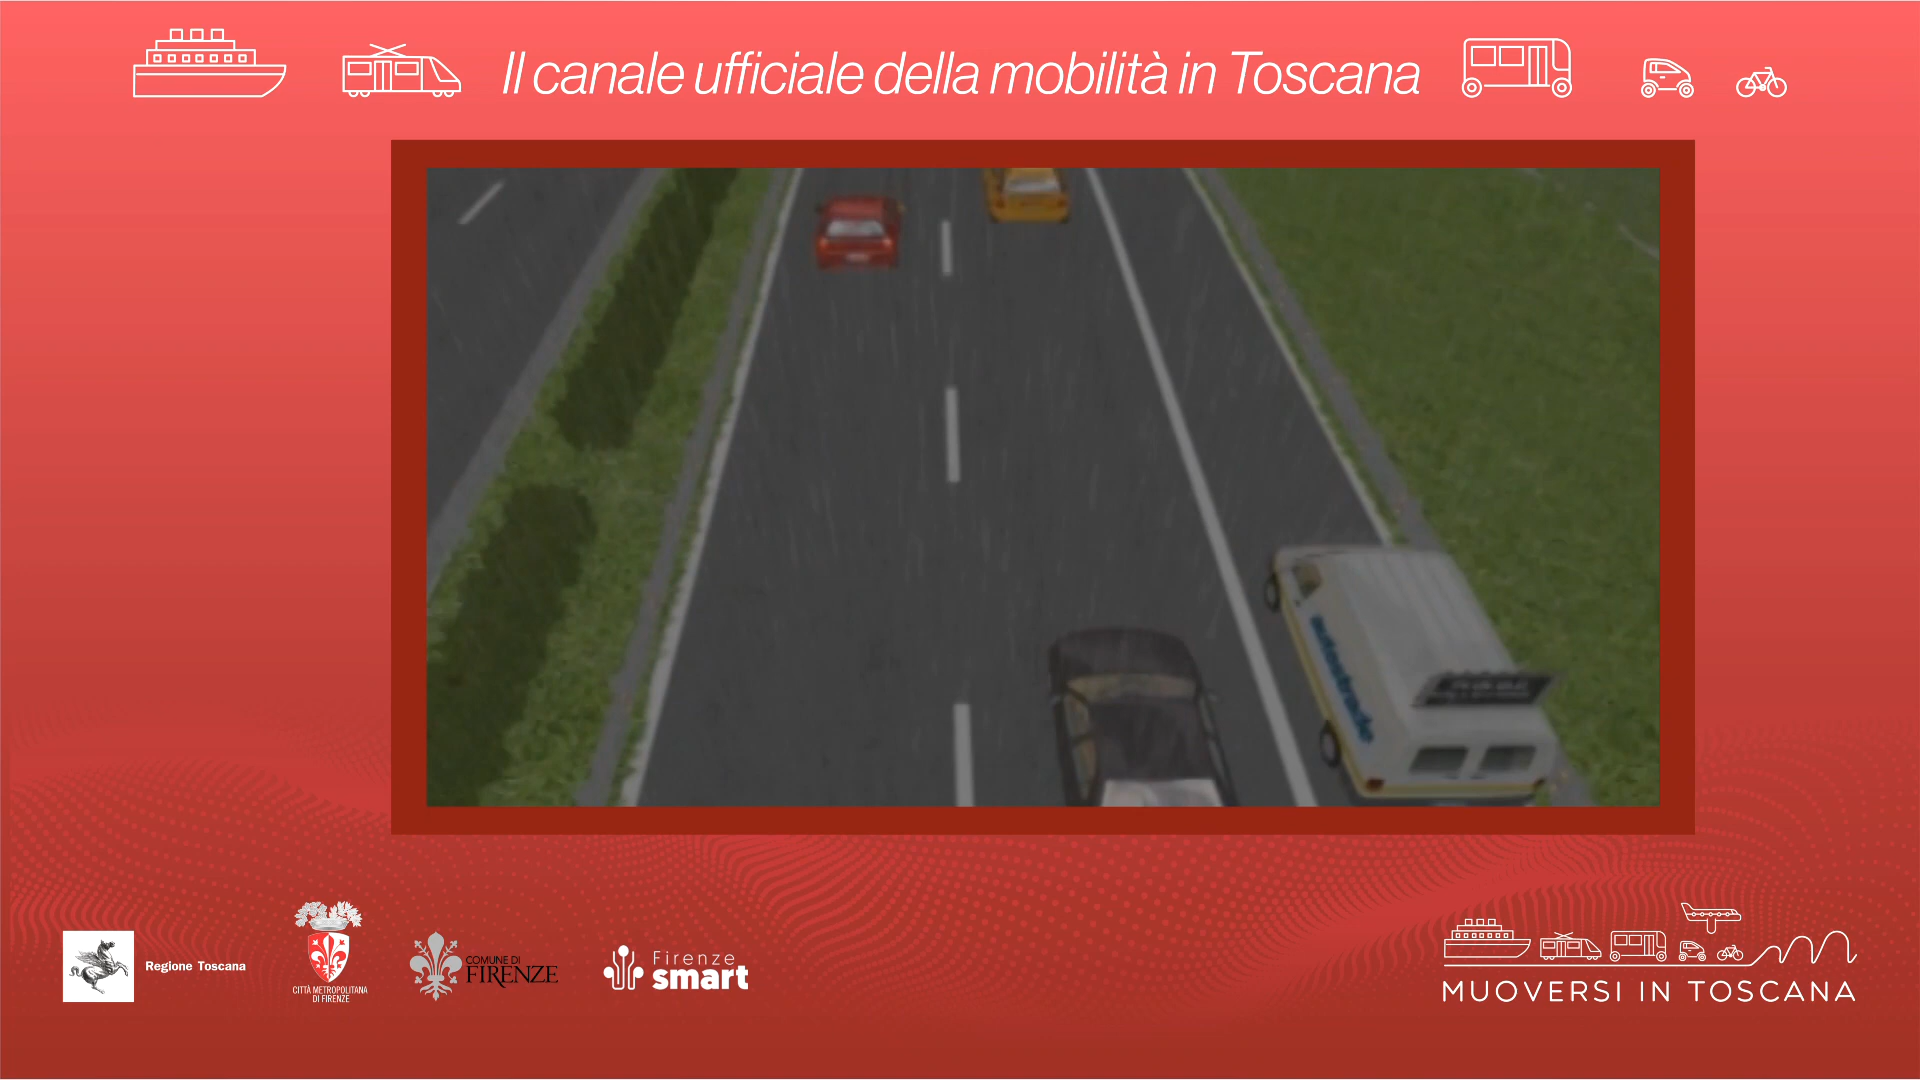 Il canale ufficiale della mobilità in Toscana
autostrade
Regione Toscana
CITTÀ METROPOLITANA
DI FIRENZE
COMUNE DI
FIRENZE
Firenze
smart
MUOVERSI IN TOSCANA